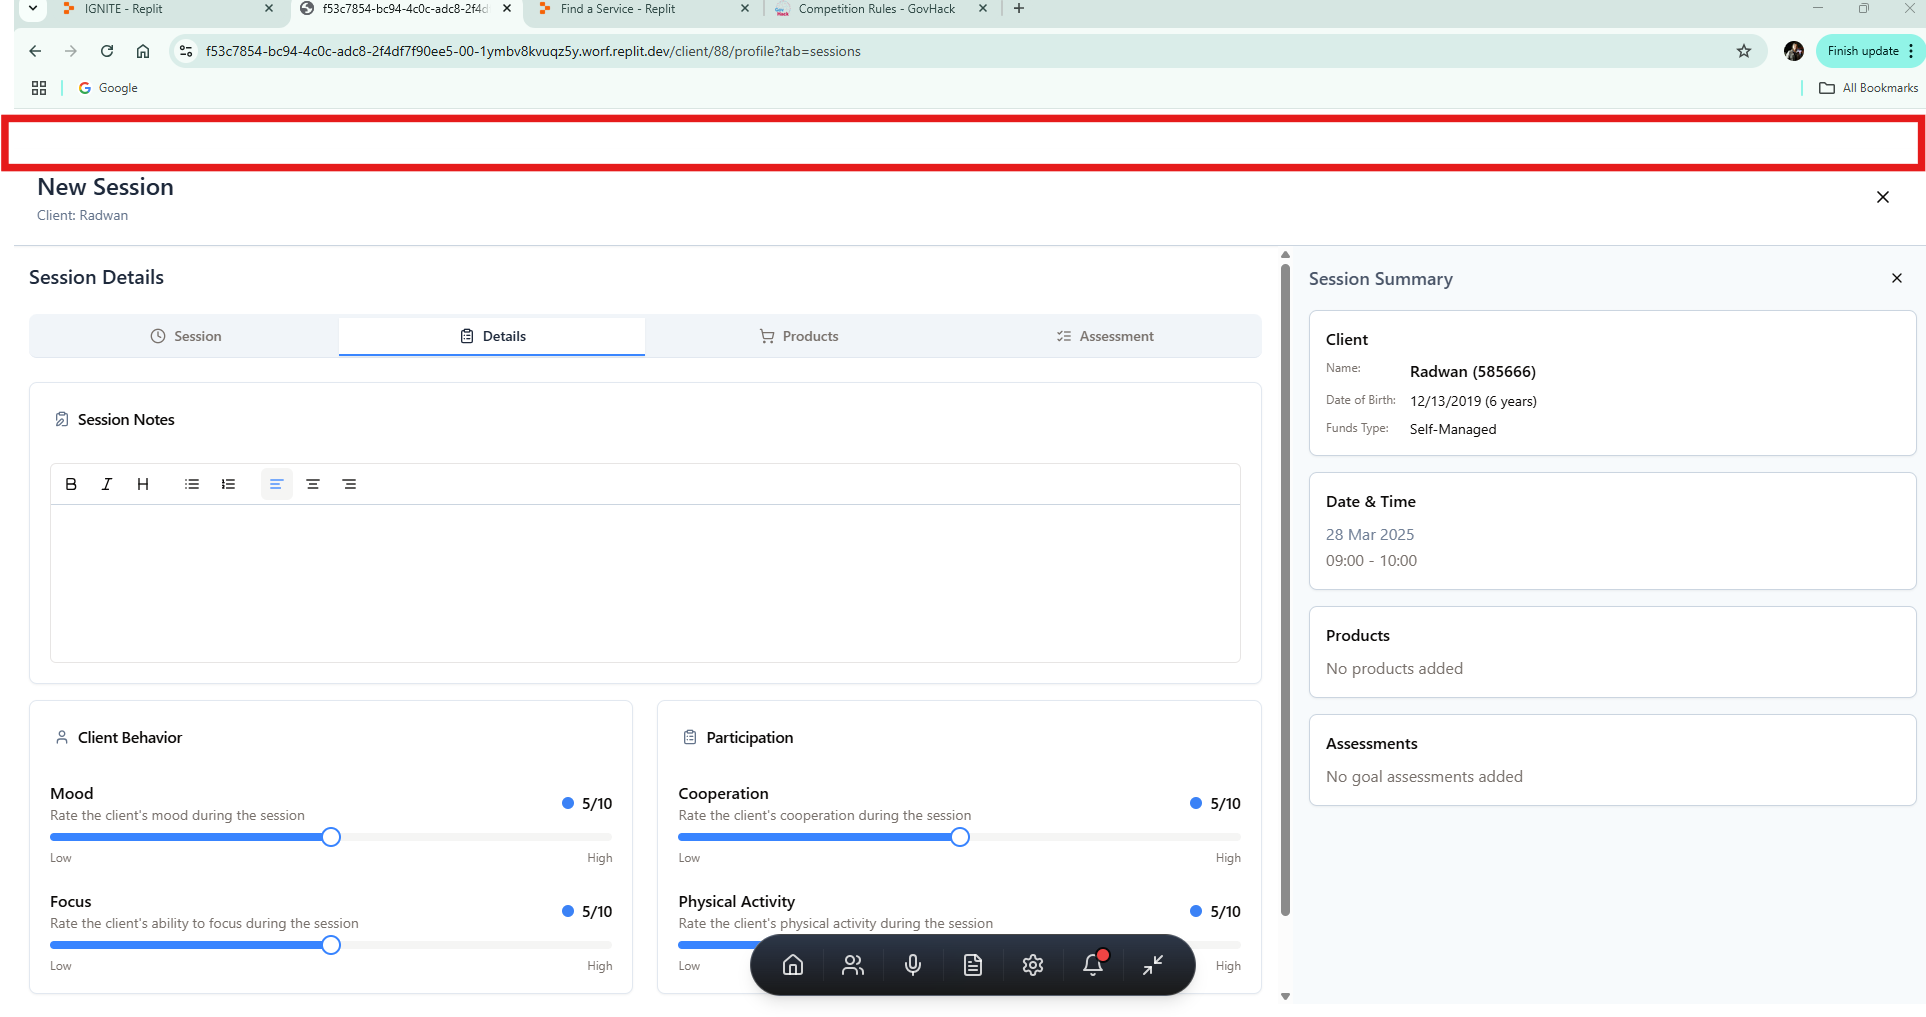 IGNITE - Replit
f53c7854-bc94-4c0c-adc8-2f4d
Find a Service - Replit
Competition Rules - GovHack
f53c7854-bc94-4c0c-adc8-2f4df7f90ee5-00-1ymbv8kvuqz5y.worf.replit.dev/client/88/profile?tab=sessions
Finish update
Google
All Bookmarks
New Session
Client: Radwan
Session Details
Session
Details
Products
Assessment
Session Notes
B I H
Client Behavior
Mood
5/10
Rate the client's mood during the session
Low
High
Focus
5/10
Rate the client's ability to focus during the session
Low
High
Participation
Cooperation
5/10
Rate the client's cooperation during the session
Low
High
Physical Activity
5/10
Rate the client's physical activity during the session
Low
High
Session Summary
Client
Name: Radwan (585666)
Date of Birth: 12/13/2019 (6 years)
Funds Type: Self-Managed
Date & Time
28 Mar 2025
09:00 - 10:00
Products
No products added
Assessments
No goal assessments added